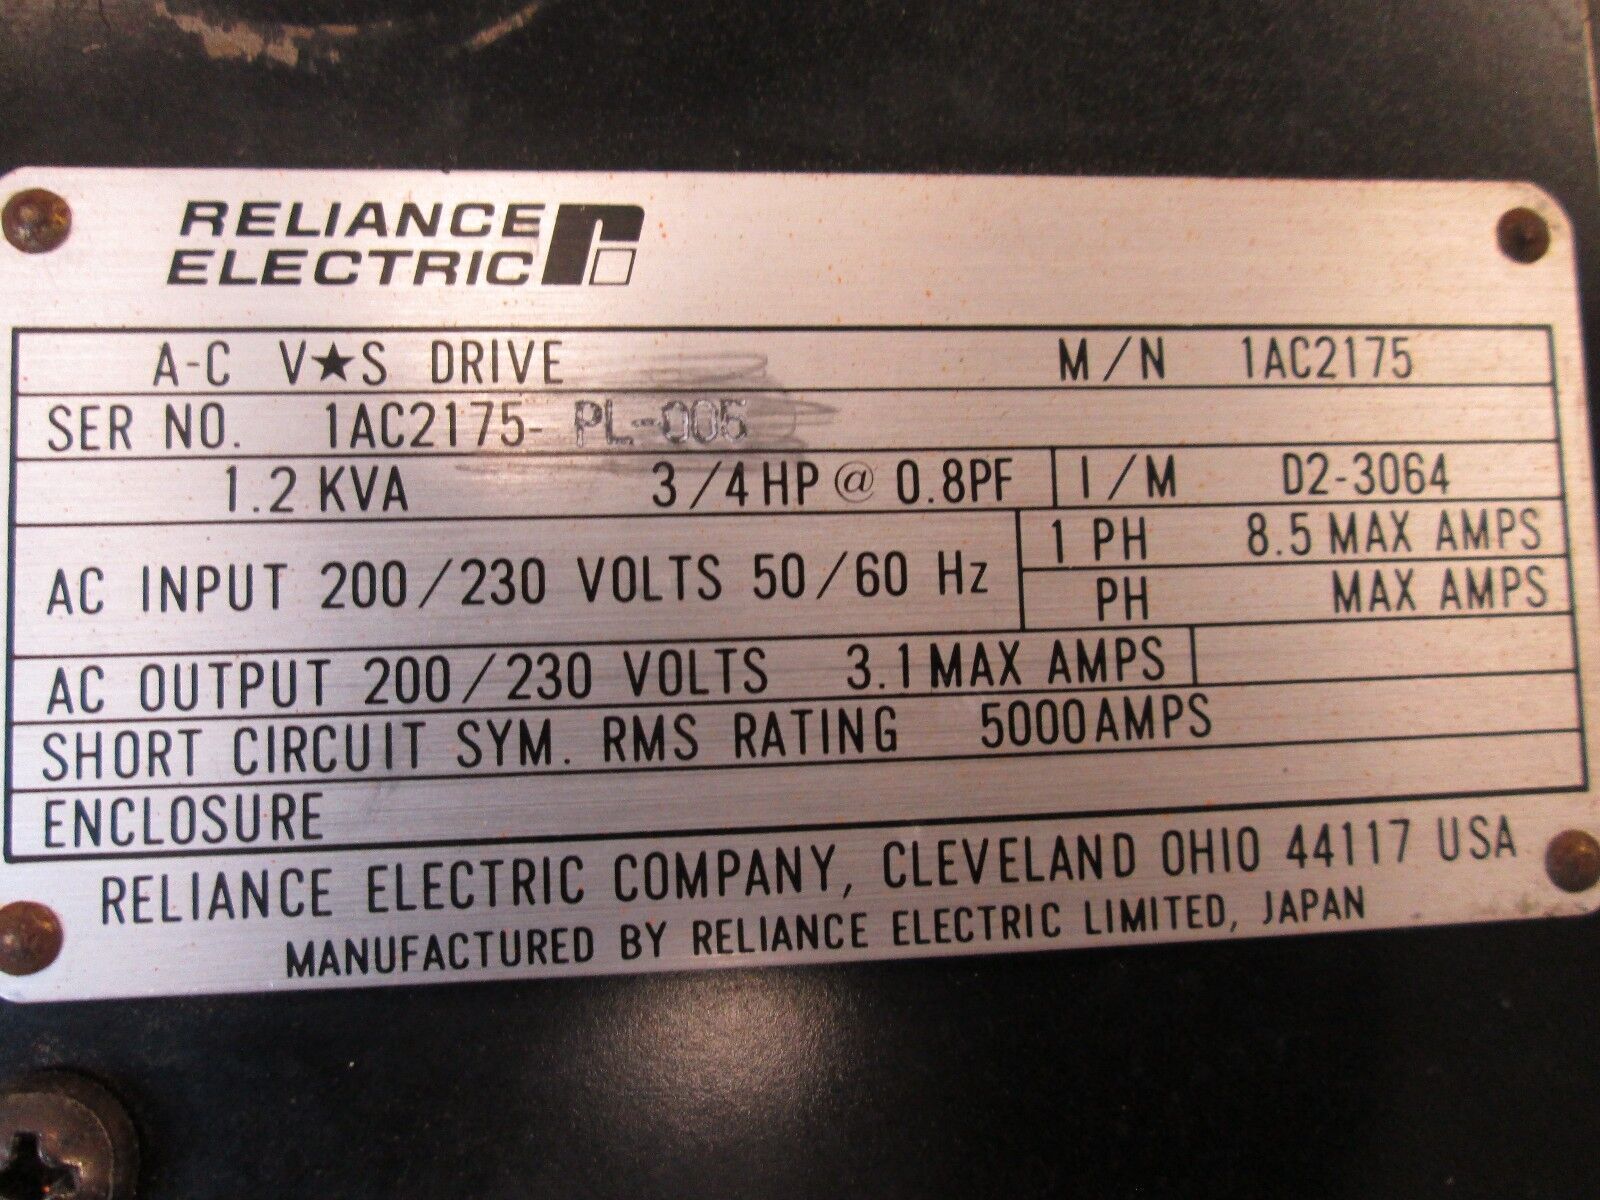 RELIANCE
ELECTRIC
A-C V★S DRIVE M/N 1AC2175
SER NO. 1AC2175- PL-005
1.2 KVA 3/4 HP @ 0.8PF I/M D2-3064
AC INPUT 200/230 VOLTS 50/60 Hz
1 PH 8.5 MAX AMPS
PH MAX AMPS
AC OUTPUT 200/230 VOLTS 3.1 MAX AMPS
SHORT CIRCUIT SYM. RMS RATING 5000 AMPS
ENCLOSURE
RELIANCE ELECTRIC COMPANY, CLEVELAND OHIO 44117 USA
MANUFACTURED BY RELIANCE ELECTRIC LIMITED, JAPAN